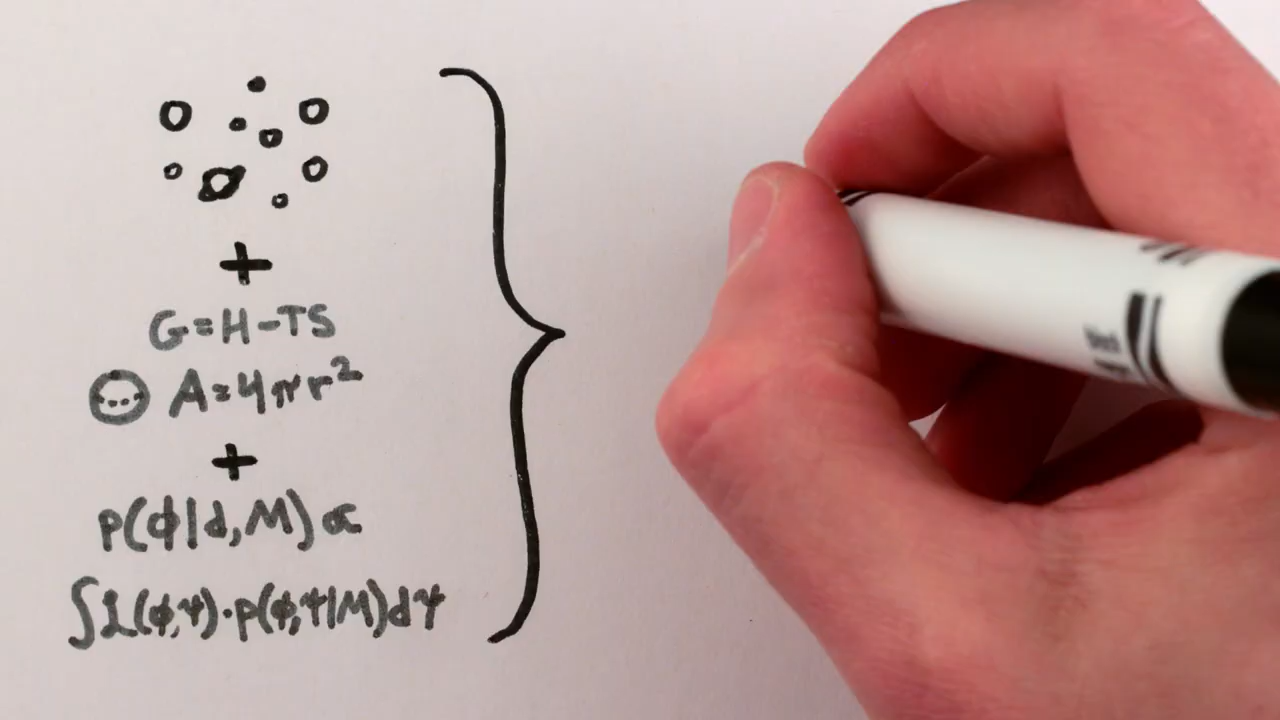 +
G=H-TS
A=4πr²
+
p(ϕ|d,M)∝
∫L(ϕ,ψ)·p(ϕ,ψ|M)dψ